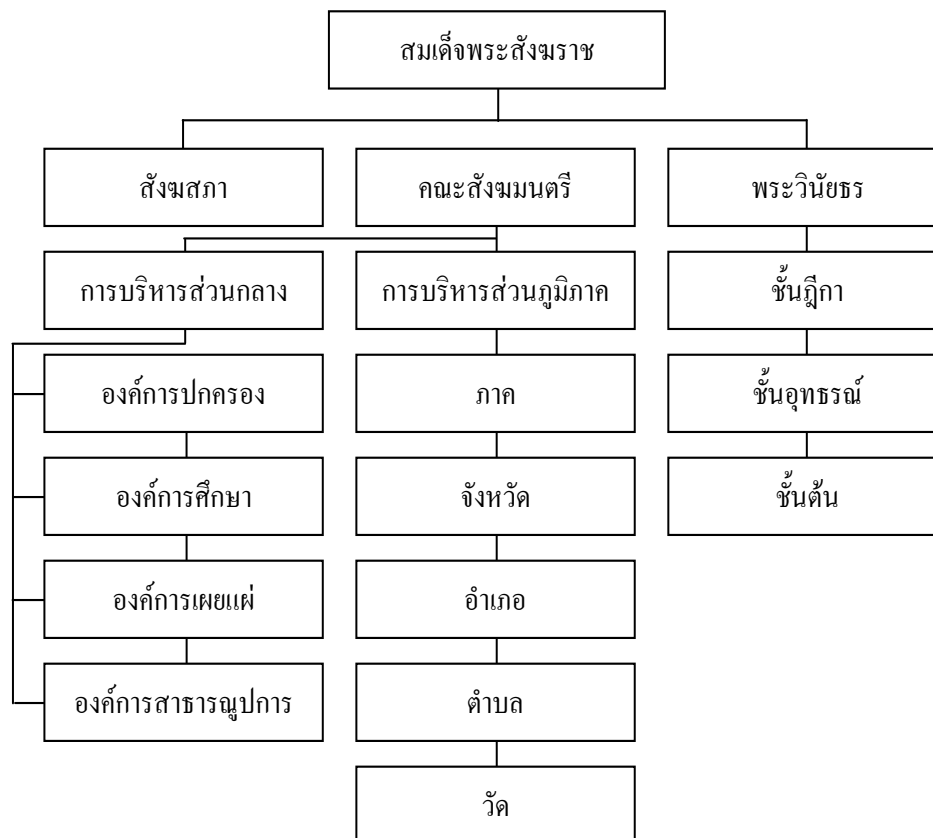 สมเด็จพระสังฆราช
สังฆสภา
คณะสังฆมนตรี
พระวินัยธร
การบริหารส่วนกลาง
การบริหารส่วนภูมิภาค
ชั้นฎีกา
องค์การปกครอง
ภาค
ชั้นอุทธรณ์
องค์การศึกษา
จังหวัด
ชั้นต้น
องค์การเผยแผ่
อำเภอ
องค์การสาธารณูปการ
ตำบล
วัด